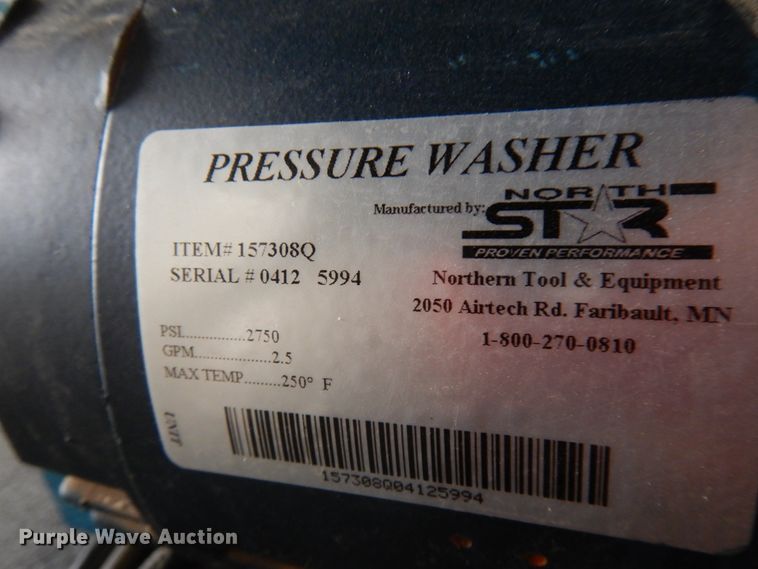 PRESSURE WASHER
Manufactured by:
NORTH
STAR
PROVEN PERFORMANCE
ITEM# 157308Q
SERIAL # 0412 5994
Northern Tool & Equipment
2050 Airtech Rd. Faribault, MN
1-800-270-0810
PSI...............2750
GPM...................2.5
MAX TEMP.........250° F
UNIT
157308Q04125994
Purple Wave Auction